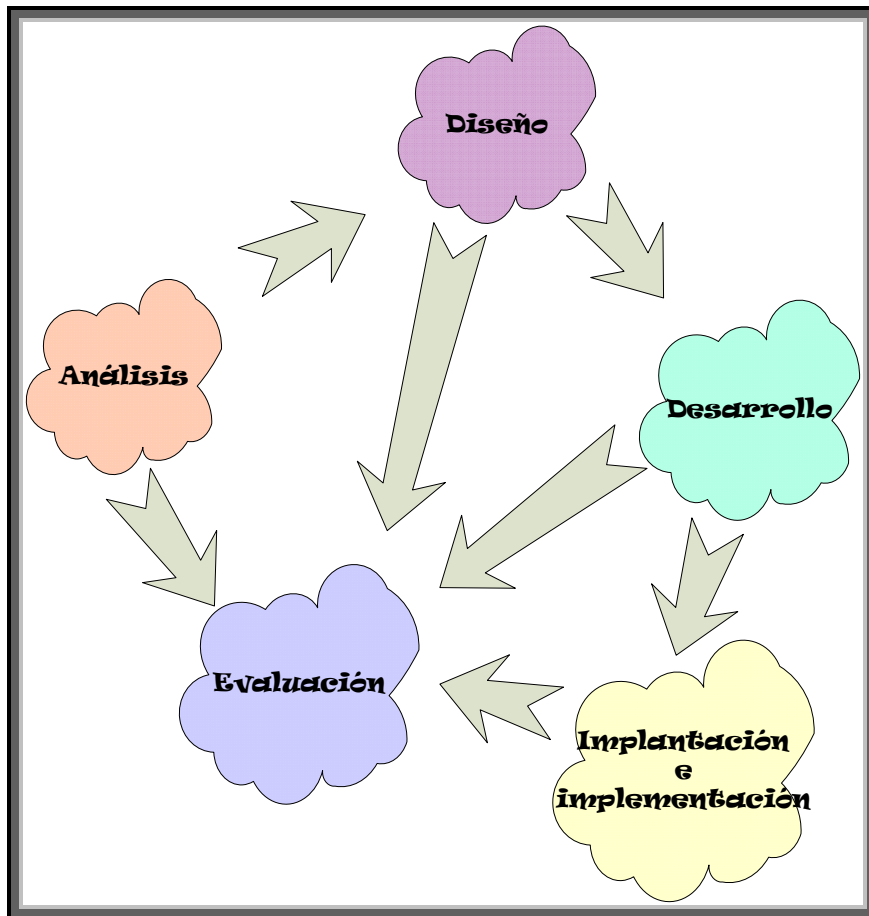 Diseño
Análisis
Desarrollo
Evaluación
Implantación
e
implementación